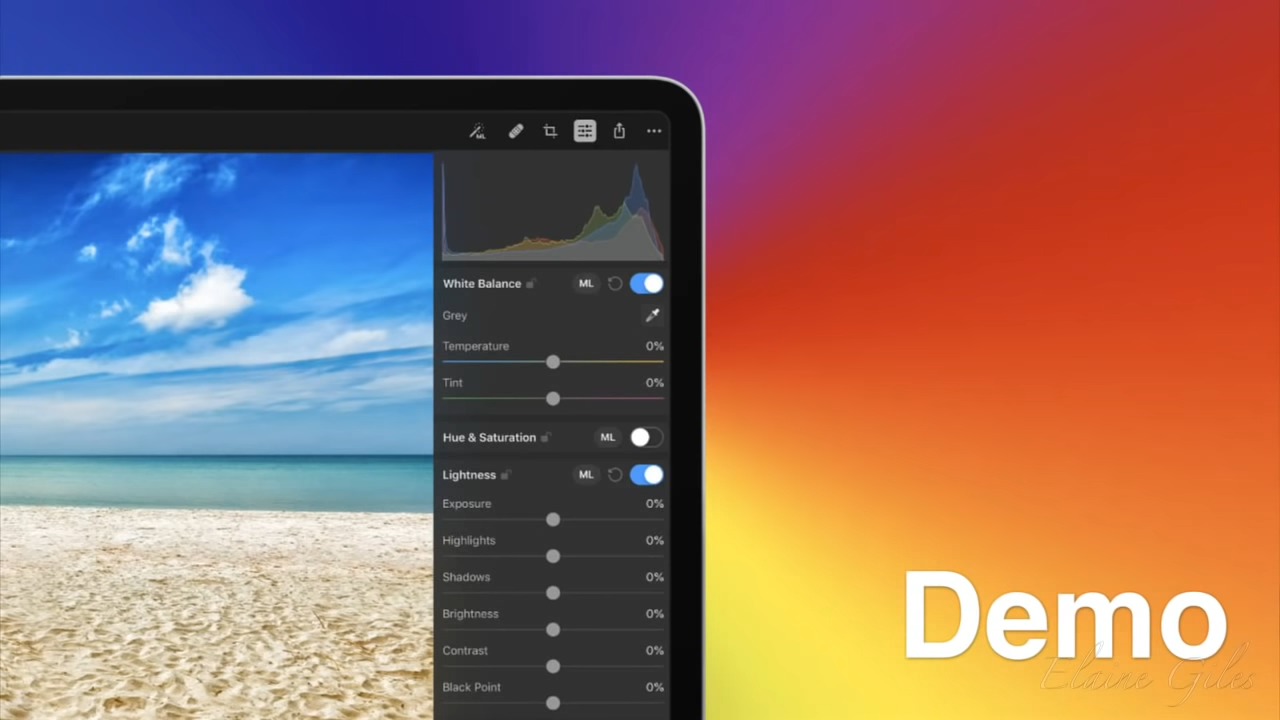 ML
White Balance ML
Grey
Temperature 0%
Tint 0%
Hue & Saturation ML
Lightness ML
Exposure 0%
Highlights 0%
Shadows 0%
Brightness 0%
Contrast 0%
Black Point 0%
Demo
Elaine Giles